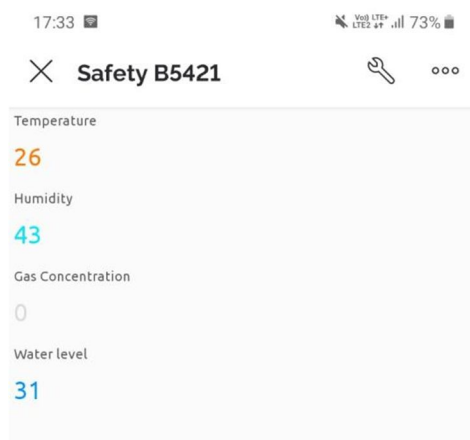 17:33 Vo)) LTE+ LTE2 73%
Safety B5421
Temperature
26
Humidity
43
Gas Concentration
0
Water level
31